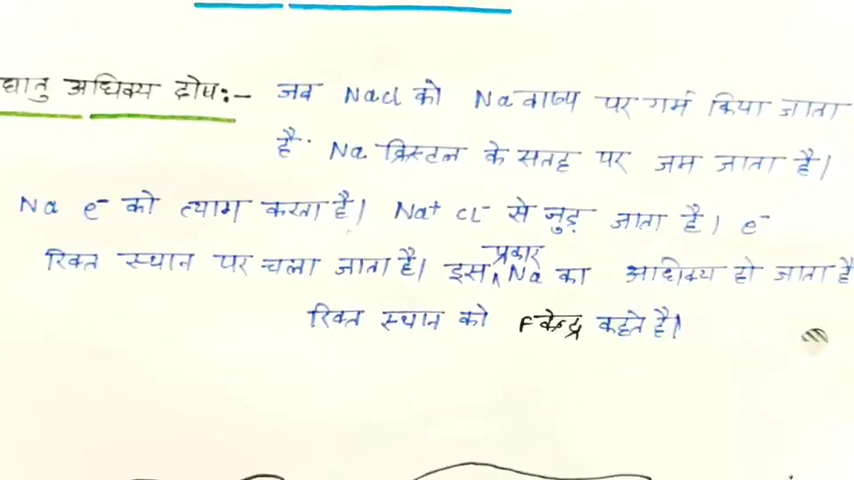 धातु अधिक्य दोष:- जब Nacl को Na वाष्प पर गर्म किया जाता
है. Na क्रिस्टल के सतह पर जम जाता है।
Na e⁻ को त्याग करता है। Na⁺ cl⁻ से जुड़ जाता है। e⁻
रिक्त स्थान पर चला जाता है। इस प्रकार Na का आधिक्य हो जाता है
रिक्त स्थान को F केन्द्र कहते है।